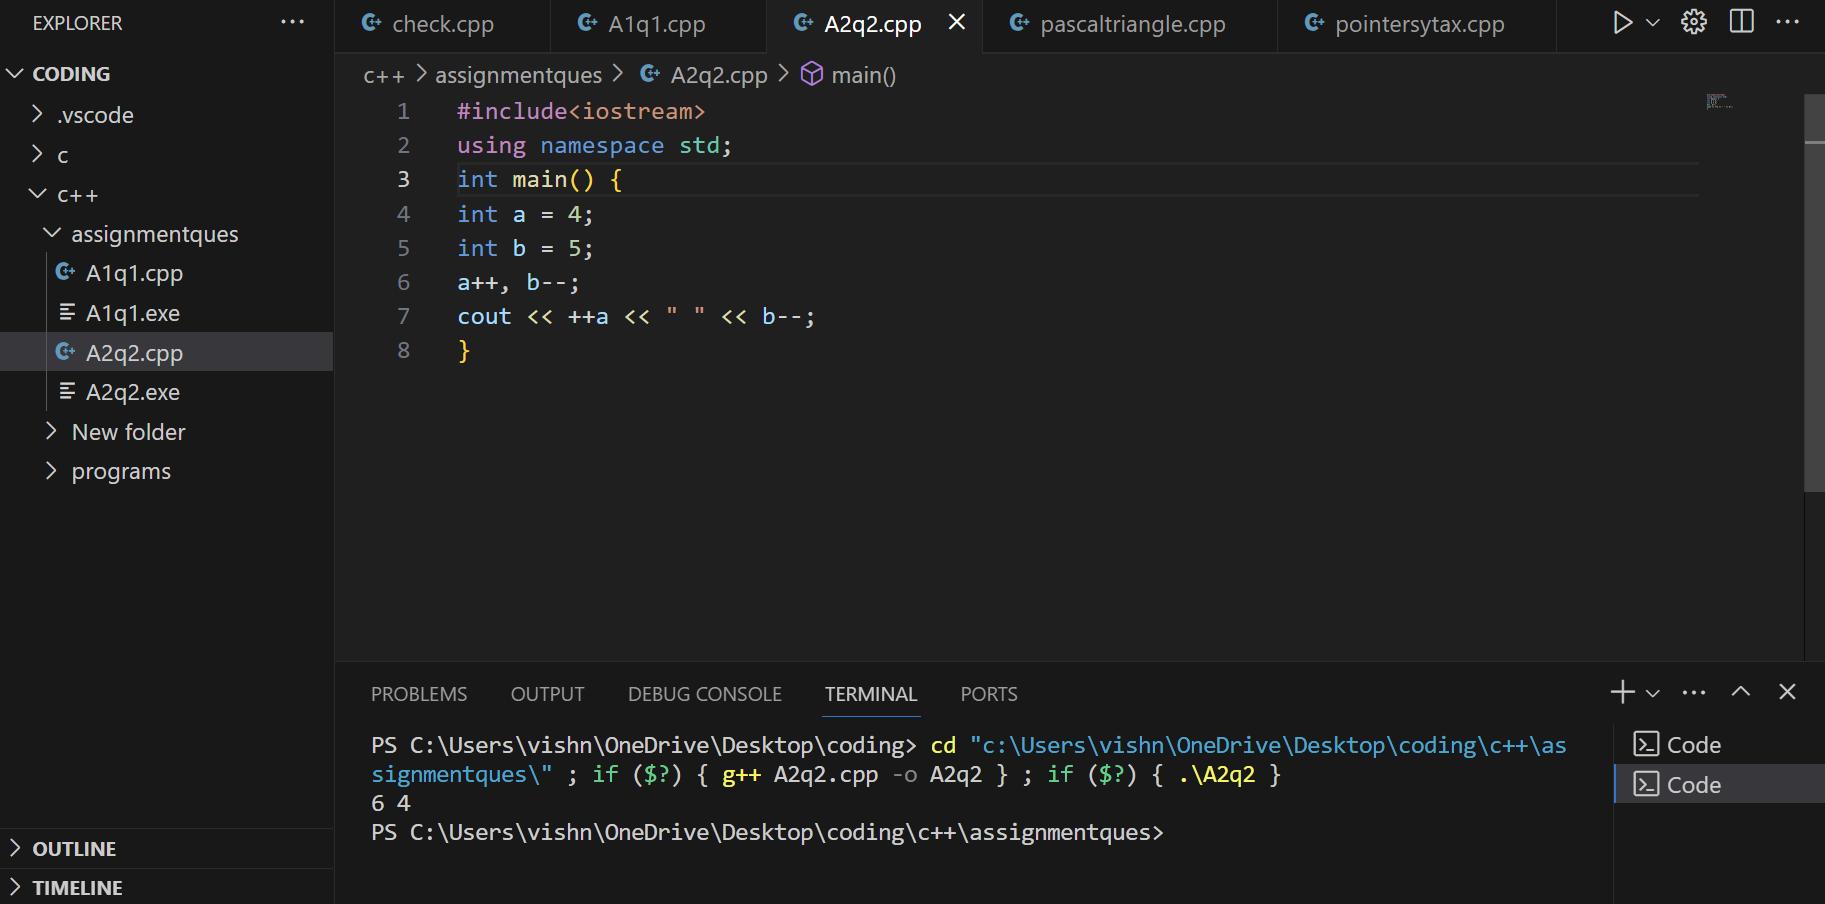 EXPLORER ...
CODING
.vscode
c
c++
assignmentques
A1q1.cpp
A1q1.exe
A2q2.cpp
A2q2.exe
New folder
programs
OUTLINE
TIMELINE
check.cpp A1q1.cpp A2q2.cpp pascaltriangle.cpp pointersytax.cpp
c++ > assignmentques > A2q2.cpp > main()
1 #include<iostream>
2 using namespace std;
3 int main() {
4 int a = 4;
5 int b = 5;
6 a++, b--;
7 cout << ++a << " " << b--;
8 }
PROBLEMS OUTPUT DEBUG CONSOLE TERMINAL PORTS
PS C:\Users\vishn\OneDrive\Desktop\coding> cd "c:\Users\vishn\OneDrive\Desktop\coding\c++\as
signmentques\" ; if ($?) { g++ A2q2.cpp -o A2q2 } ; if ($?) { .\A2q2 }
6 4
PS C:\Users\vishn\OneDrive\Desktop\coding\c++\assignmentques>
Code
Code